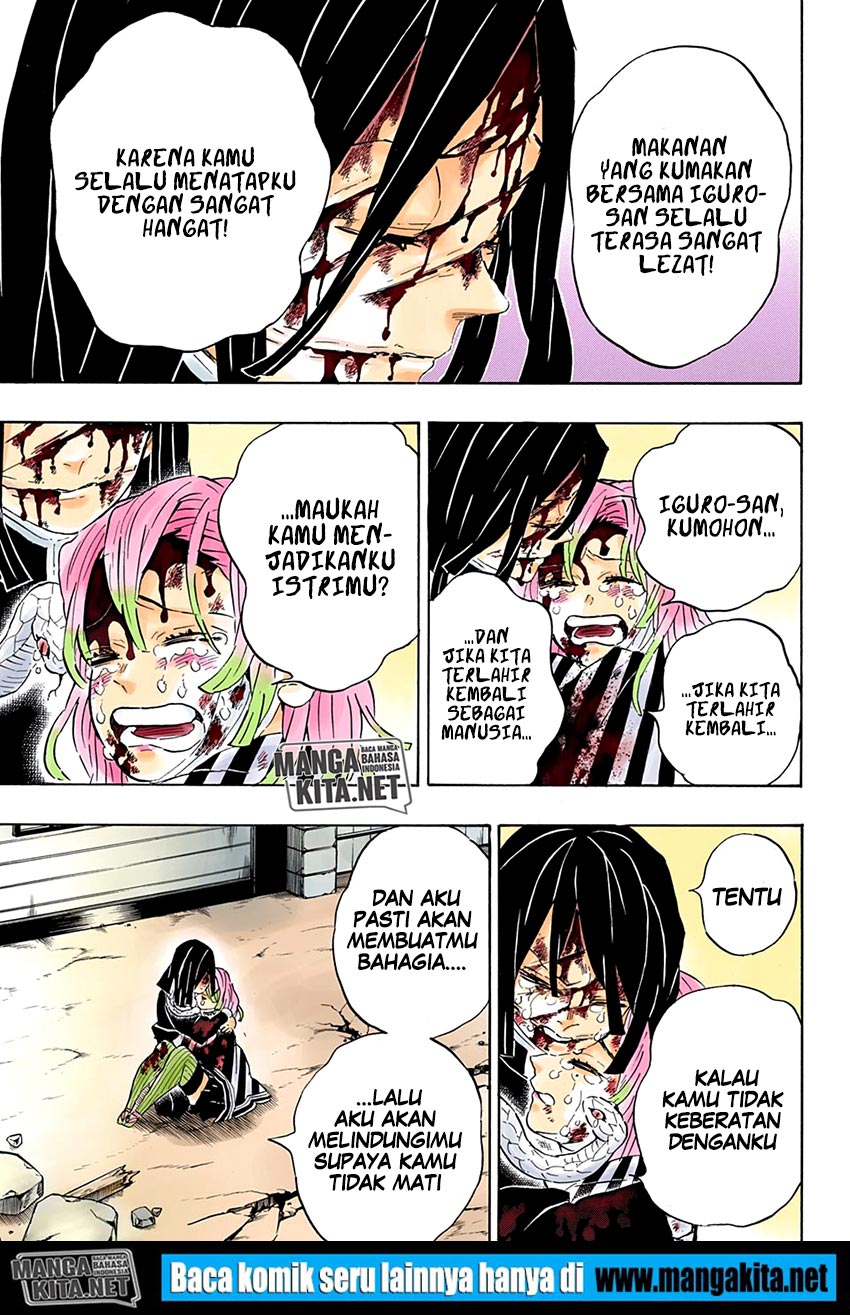 MAKANAN
YANG KUMAKAN
BERSAMA IGURO-
SAN SELALU
TERASA SANGAT
LEZAT!
KARENA KAMU
SELALU MENATAPKU
DENGAN SANGAT
HANGAT!
IGURO-SAN,
KUMOHON...
...JIKA KITA
TERLAHIR
KEMBALI...
...DAN
JIKA KITA
TERLAHIR
KEMBALI
SEBAGAI
MANUSIA...
...MAUKAH
KAMU MEN-
JADIKANKU
ISTRIMU?
MANGA
KITA.NET
BACA MANGA
BAHASA
INDONESIA
TENTU
KALAU
KAMU TIDAK
KEBERATAN
DENGANKU
DAN AKU
PASTI AKAN
MEMBUATMU
BAHAGIA....
...LALU
AKU AKAN
MELINDUNGIMU
SUPAYA KAMU
TIDAK MATI
MANGA
KITA.NET
BACA MANGA
BAHASA
INDONESIA
Baca komik seru lainnya hanya di www.mangakita.net